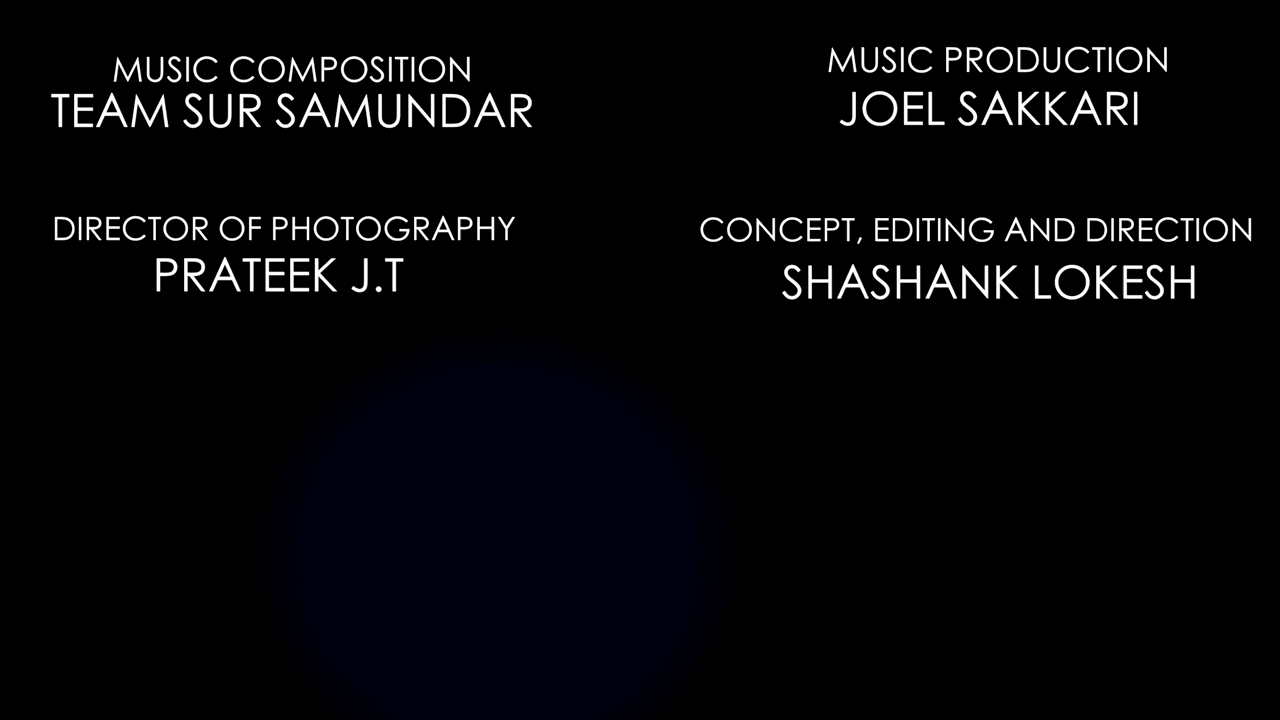 MUSIC COMPOSITION
TEAM SUR SAMUNDAR
MUSIC PRODUCTION
JOEL SAKKARI
DIRECTOR OF PHOTOGRAPHY
PRATEEK J.T
CONCEPT, EDITING AND DIRECTION
SHASHANK LOKESH